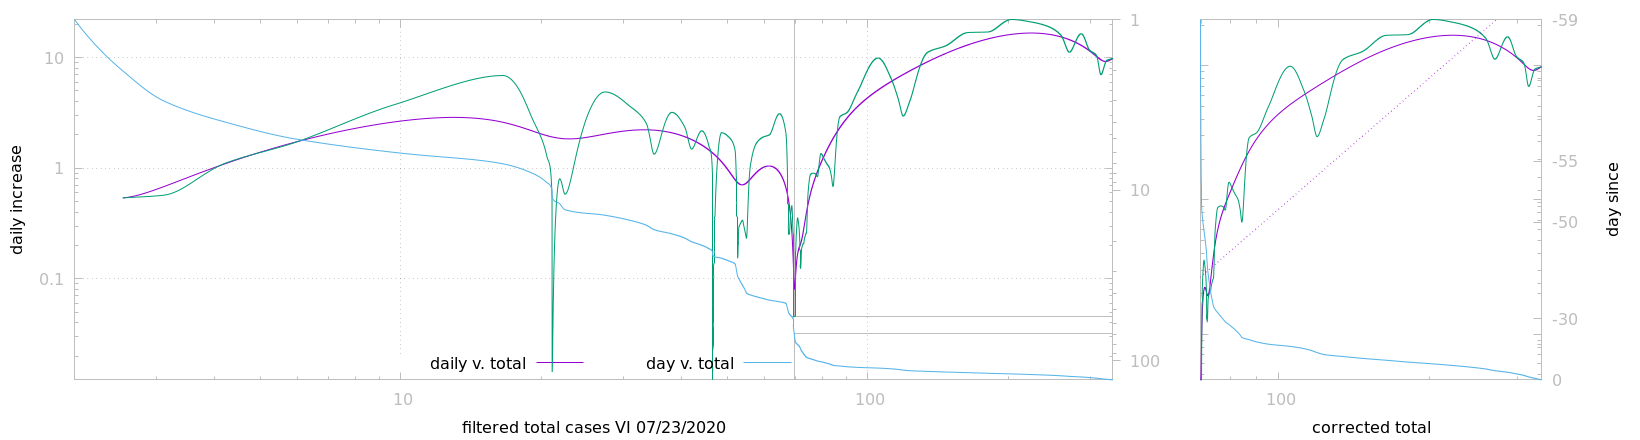 10
1
0.1
daily increase
daily v. total
day v. total
10
100
filtered total cases VI 07/23/2020
1
10
100
100
corrected total
-59
-55
-50
-30
0
day since